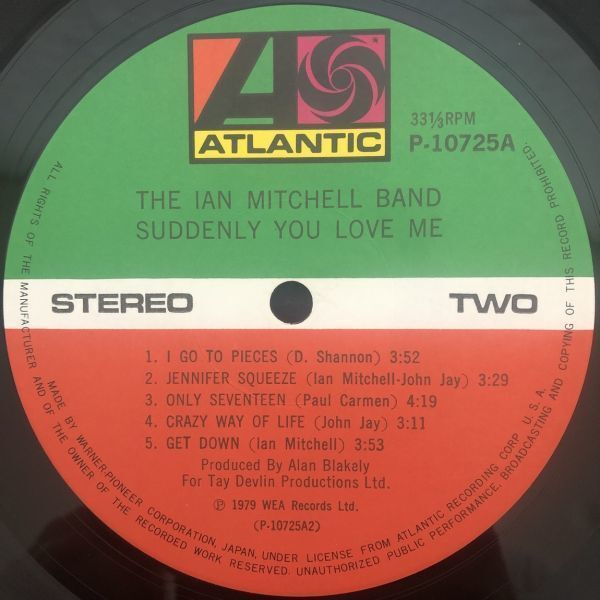 ATLANTIC
33⅓RPM
P-10725A
THE IAN MITCHELL BAND
SUDDENLY YOU LOVE ME
STEREO
TWO
1. I GO TO PIECES (D. Shannon) 3:52
2. JENNIFER SQUEEZE (Ian Mitchell-John Jay) 3:29
3. ONLY SEVENTEEN (Paul Carmen) 4:19
4. CRAZY WAY OF LIFE (John Jay) 3:11
5. GET DOWN (Ian Mitchell) 3:53
Produced By Alan Blakely
For Tay Devlin Productions Ltd.
Ⓟ 1979 WEA Records Ltd.
(P-10725A2)
MADE BY WARNER-PIONEER CORPORATION, JAPAN, UNDER LICENSE FROM ATLANTIC RECORDING CORP. U.S.A.
ALL RIGHTS OF THE MANUFACTURER AND OF THE OWNER OF THE RECORDED WORK RESERVED. UNAUTHORIZED PUBLIC PERFORMANCE, BROADCASTING AND COPYING OF THIS RECORD PROHIBITED.